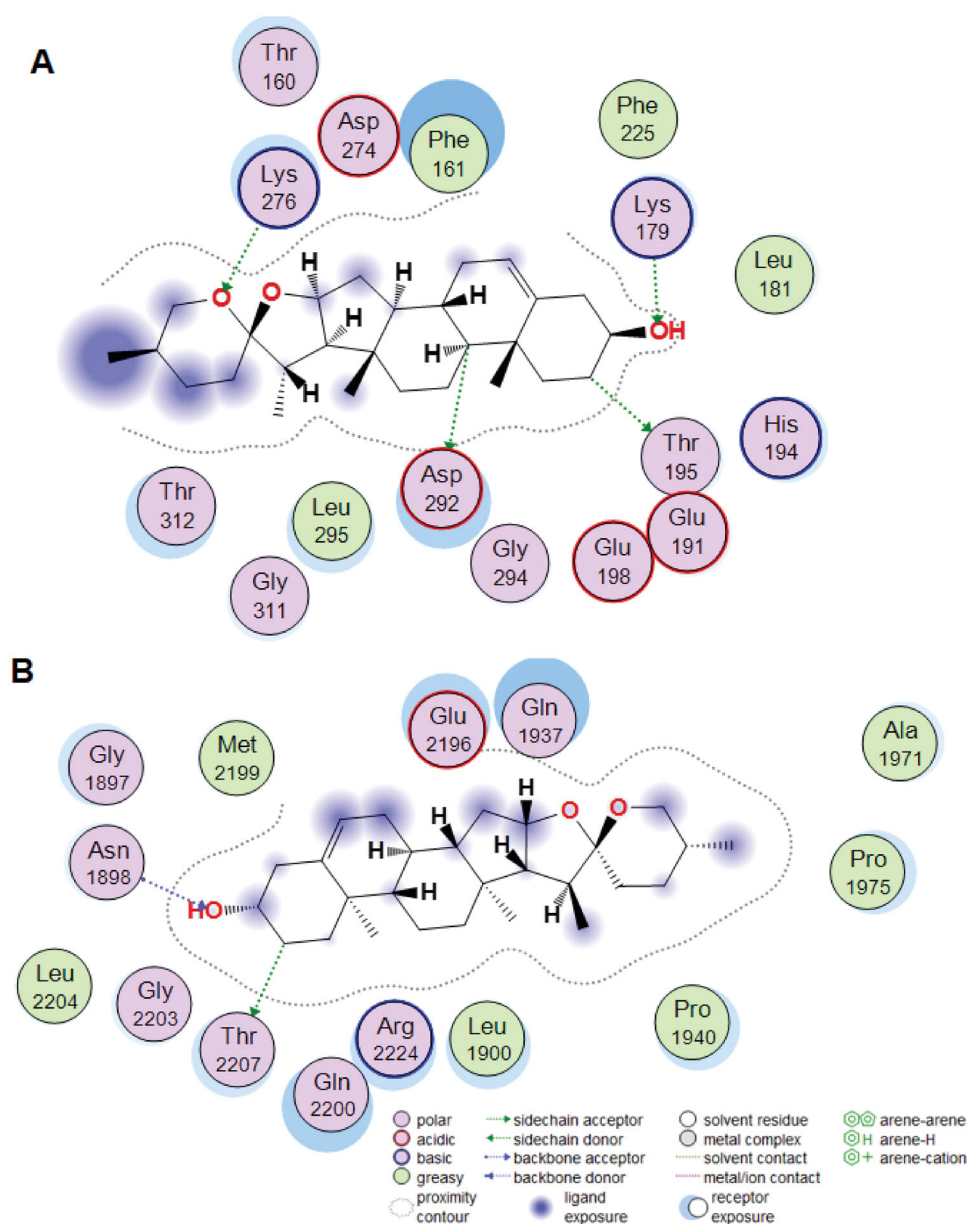 A
Thr
160
Asp
274
Phe
161
Phe
225
Lys
276
Lys
179
Leu
181
H
H
O
O
H
H
OH
H
H
His
194
Thr
195
Asp
292
Thr
312
Leu
295
Glu
191
Gly
294
Glu
198
Gly
311
B
Glu
2196
Gln
1937
Gly
1897
Met
2199
Ala
1971
H
O
O
H
H
H
Asn
1898
Pro
1975
HO
H
H
Leu
2204
Gly
2203
Thr
2207
Arg
2224
Leu
1900
Pro
1940
Gln
2200
polar
sidechain acceptor
solvent residue
arene-arene
acidic
sidechain donor
metal complex
H arene-H
basic
backbone acceptor
solvent contact
+ arene-cation
greasy
backbone donor
metal/ion contact
proximity
contour
ligand
exposure
receptor
exposure